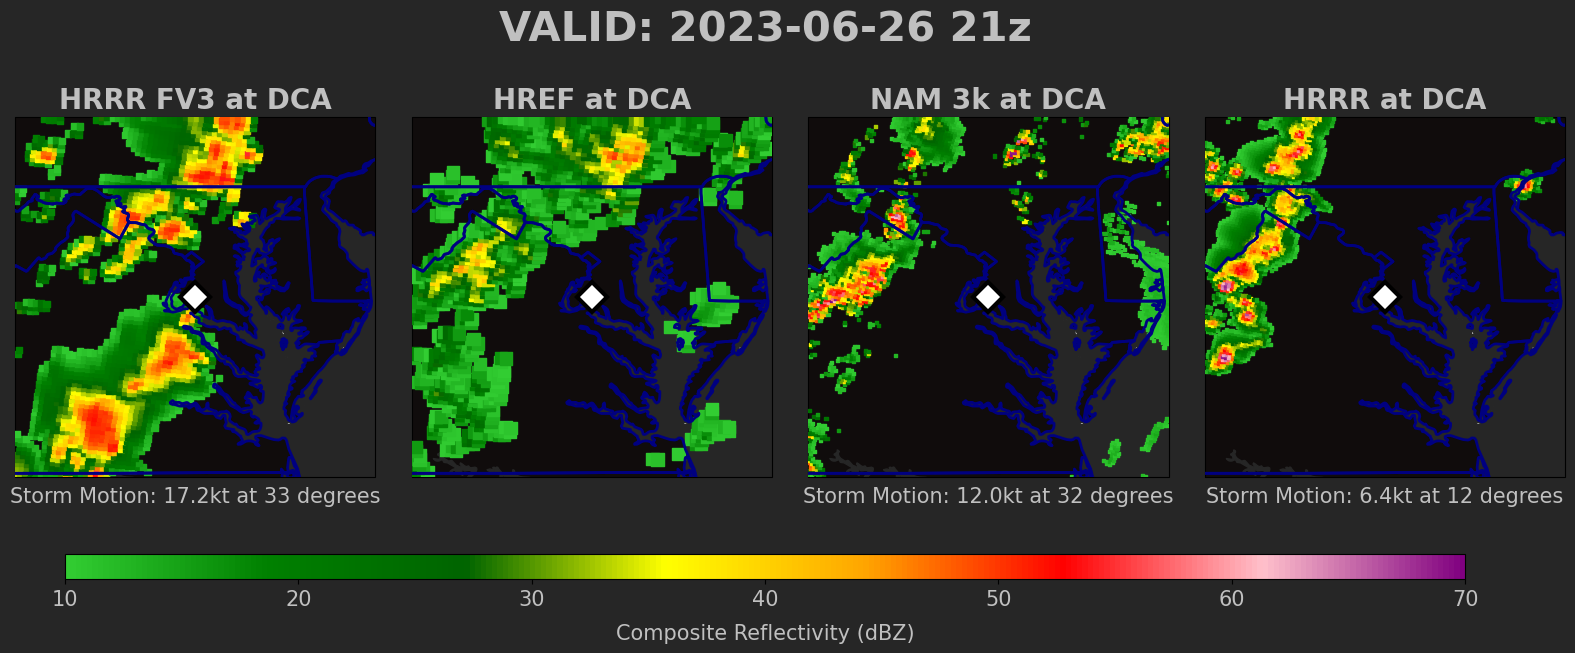 VALID: 2023-06-26 21z
HRRR FV3 at DCA
HREF at DCA
NAM 3k at DCA
HRRR at DCA
Storm Motion: 17.2kt at 33 degrees
Storm Motion: 12.0kt at 32 degrees
Storm Motion: 6.4kt at 12 degrees
10 20 30 40 50 60 70
Composite Reflectivity (dBZ)